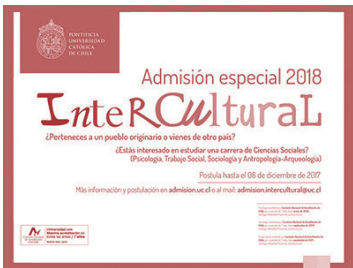 PONTIFICIA
UNIVERSIDAD
CATÓLICA
DE CHILE
Admisión especial 2018
InteRCultuRaL
¿Perteneces a un pueblo originario o vienes de otro país?
¿Estás interesado en estudiar una carrera de Ciencias Sociales?
(Psicología, Trabajo Social, Sociología y Antropología-Arqueología)
Postula hasta el 06 de diciembre de 2017
Más información y postulación en admision.uc.cl o al mail: admision.intercultural@uc.cl
Universidad con